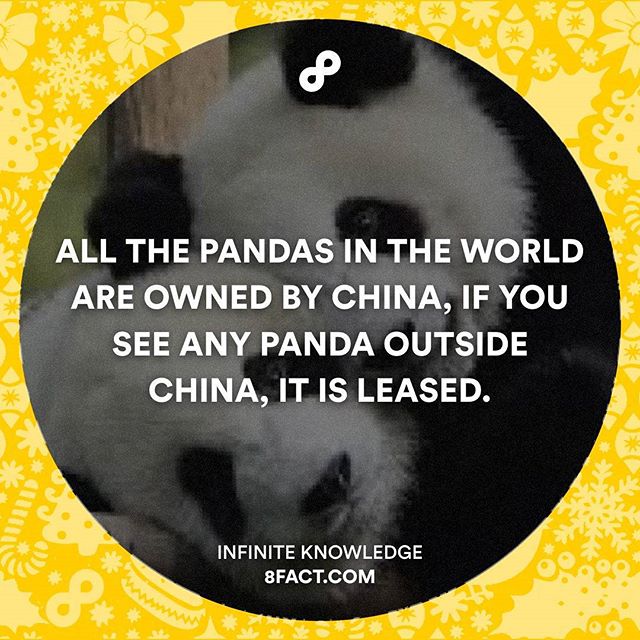 ALL THE PANDAS IN THE WORLD
ARE OWNED BY CHINA, IF YOU
SEE ANY PANDA OUTSIDE
CHINA, IT IS LEASED.
INFINITE KNOWLEDGE
8FACT.COM